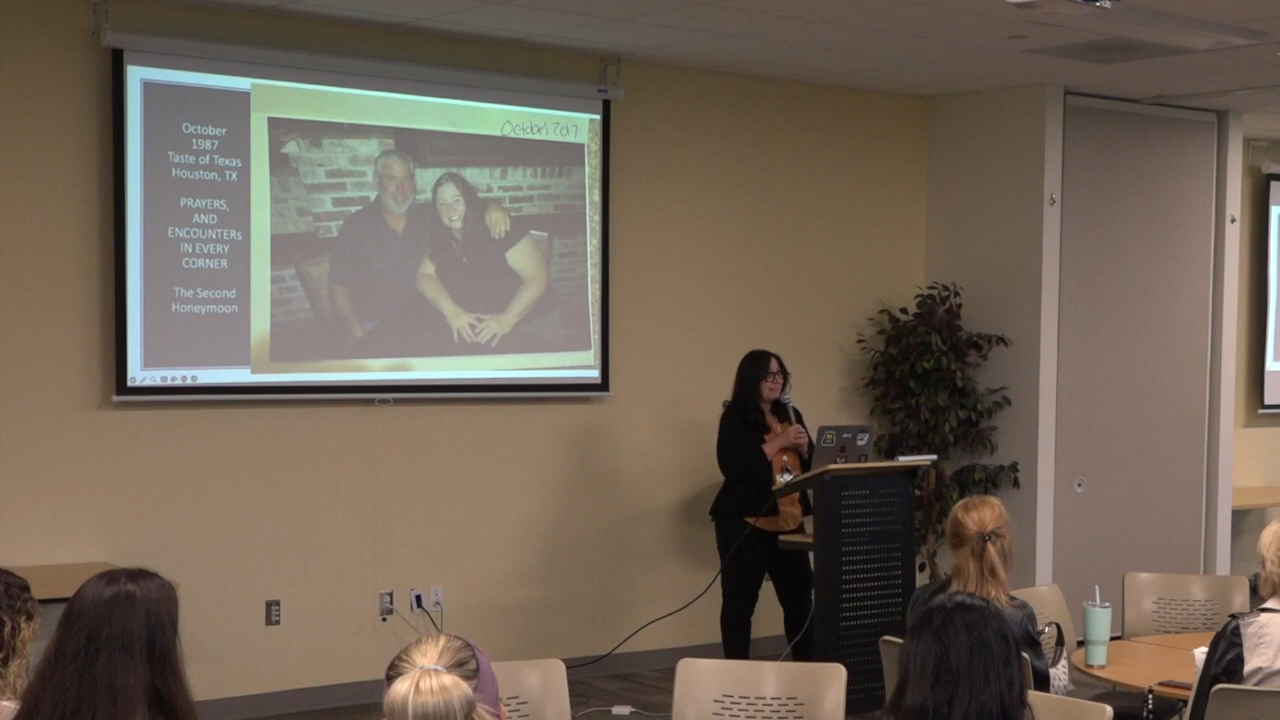 October
1987
Taste of Texas
Houston, TX
PRAYERS,
AND
ENCOUNTERs
IN EVERY
CORNER
The Second
Honeymoon
October 2017